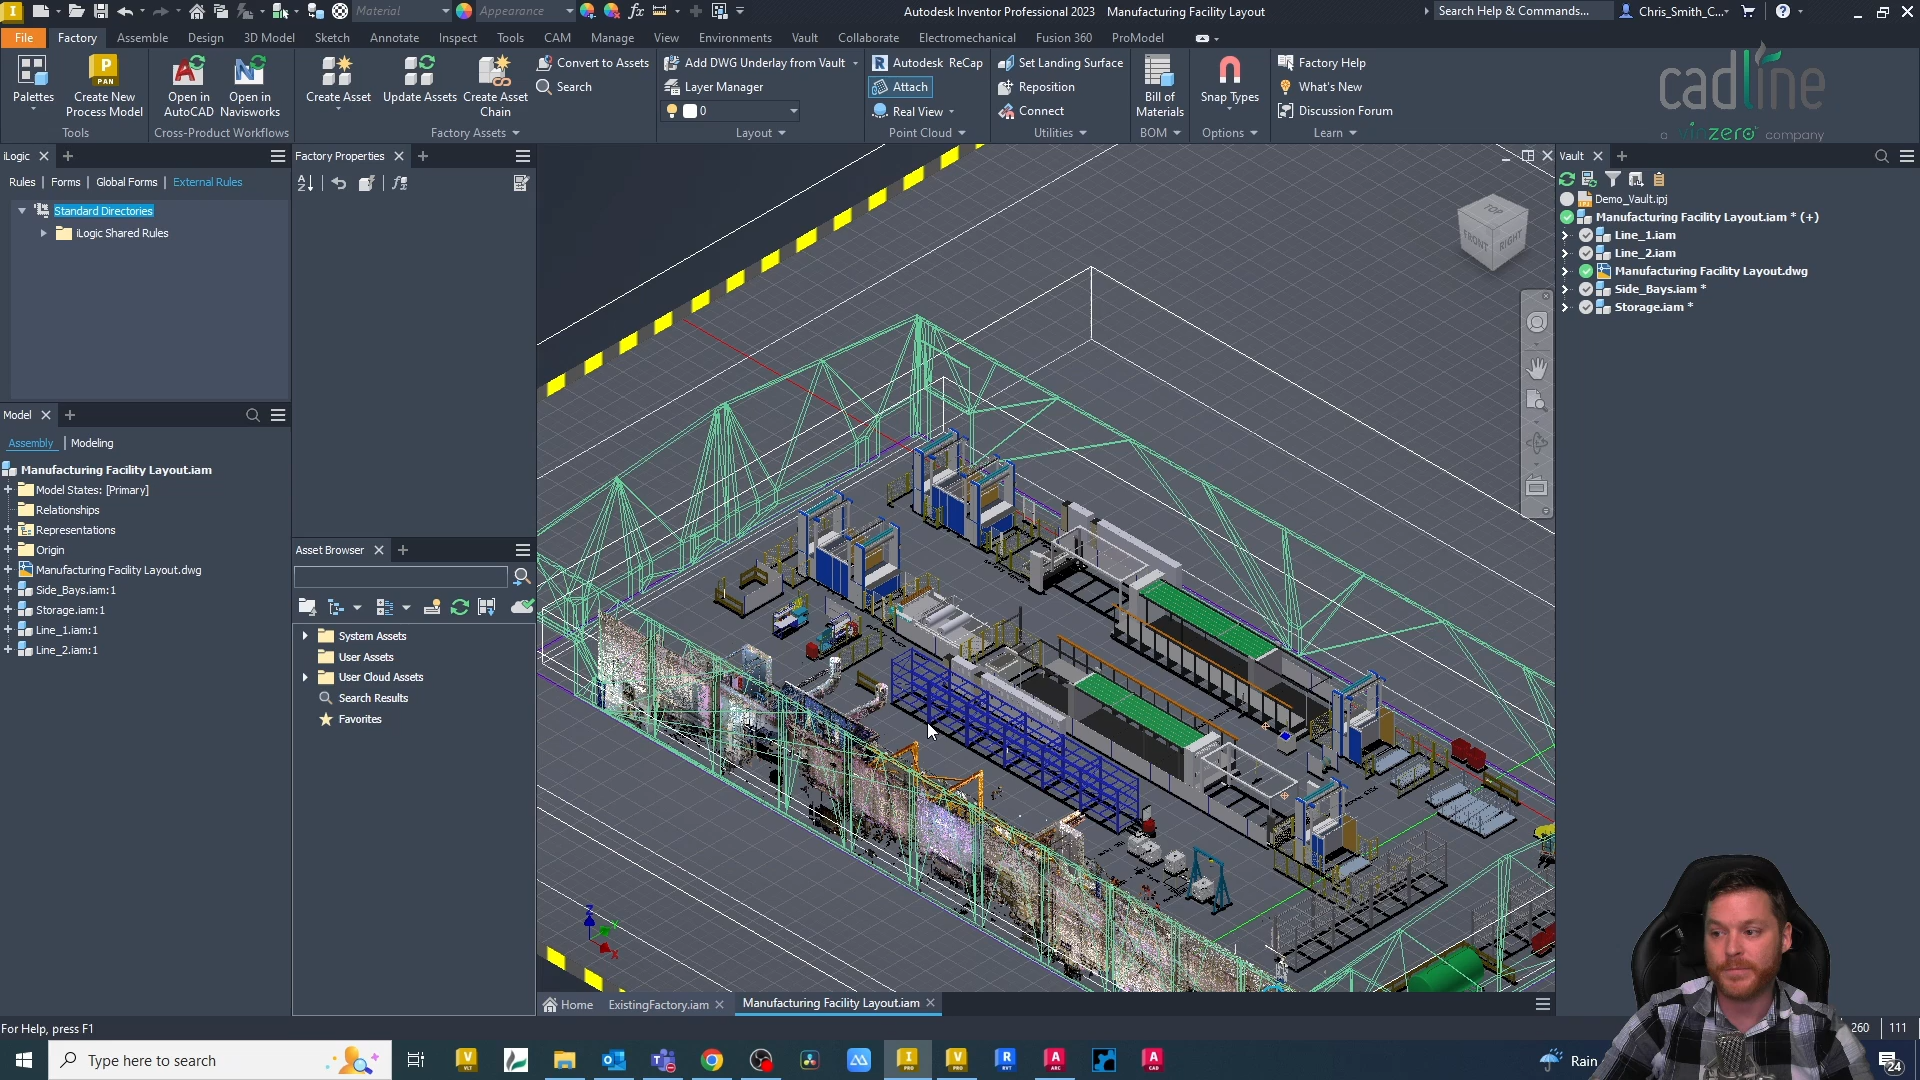 Material
Appearance
Autodesk Inventor Professional 2023 Manufacturing Facility Layout
Search Help & Commands...
Chris_Smith_C...
File Factory Assemble Design 3D Model Sketch Annotate Inspect Tools CAM Manage View Environments Vault Collaborate Electromechanical Fusion 360 ProModel
Palettes
PAN
Create New
Process Model
Tools
Open in
AutoCAD
Open in
Navisworks
Cross-Product Workflows
Create Asset
Update Assets
Create Asset
Chain
Convert to Assets
Search
Factory Assets
Add DWG Underlay from Vault
Layer Manager
0
Layout
Autodesk ReCap
Attach
Real View
Point Cloud
Set Landing Surface
Reposition
Connect
Utilities
Bill of
Materials
BOM
Snap Types
Options
Factory Help
What's New
Discussion Forum
Learn
cadline
a vinzero company
iLogic
Rules | Forms | Global Forms | External Rules
Standard Directories
iLogic Shared Rules
Model
Assembly | Modeling
Manufacturing Facility Layout.iam
Model States: [Primary]
Relationships
Representations
Origin
Manufacturing Facility Layout.dwg
Side_Bays.iam:1
Storage.iam:1
Line_1.iam:1
Line_2.iam:1
Factory Properties
Asset Browser
System Assets
User Assets
User Cloud Assets
Search Results
Favorites
TOP
FRONT
RIGHT
Z
Y
X
Vault
Demo_Vault.ipj
Manufacturing Facility Layout.iam * (+)
Line_1.iam
Line_2.iam
Manufacturing Facility Layout.dwg
Side_Bays.iam *
Storage.iam *
Home ExistingFactory.iam Manufacturing Facility Layout.iam
For Help, press F1
260 111
Type here to search
Rain
24